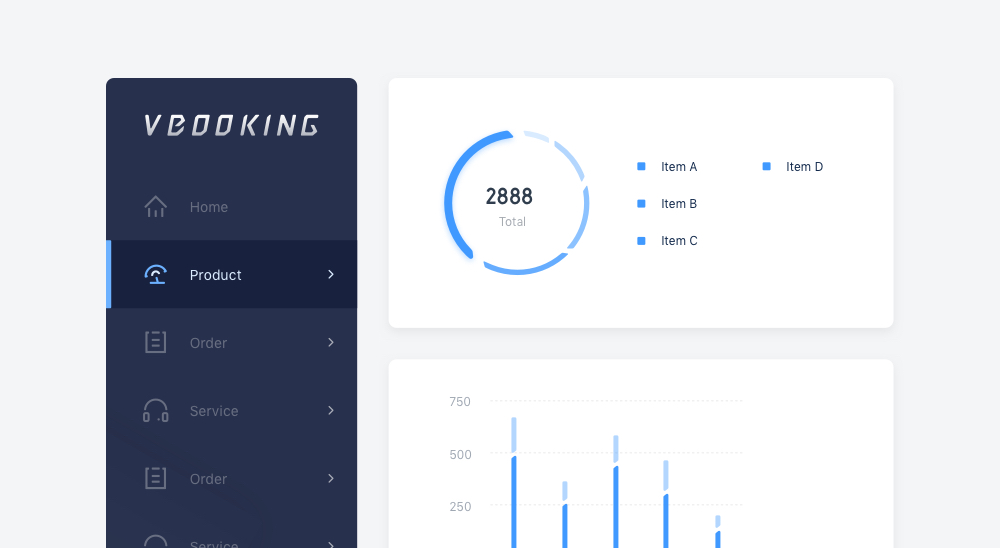 VBOOKING
Home
Product
Order
Service
Order
Service
2888
Total
Item A
Item B
Item C
Item D
750
500
250